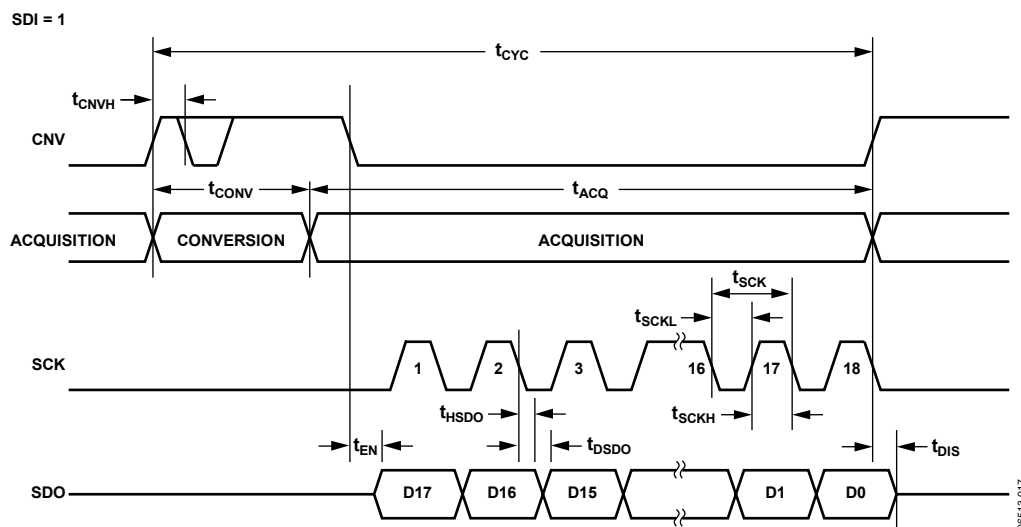 SDI = 1
tCYC
tCNVH
CNV
tCONV
tACQ
ACQUISITION
CONVERSION
ACQUISITION
tSCK
tSCKL
SCK
1
2
3
16
17
18
tHSDO
tSCKH
tEN
tDSDO
tDIS
SDO
D17
D16
D15
D1
D0